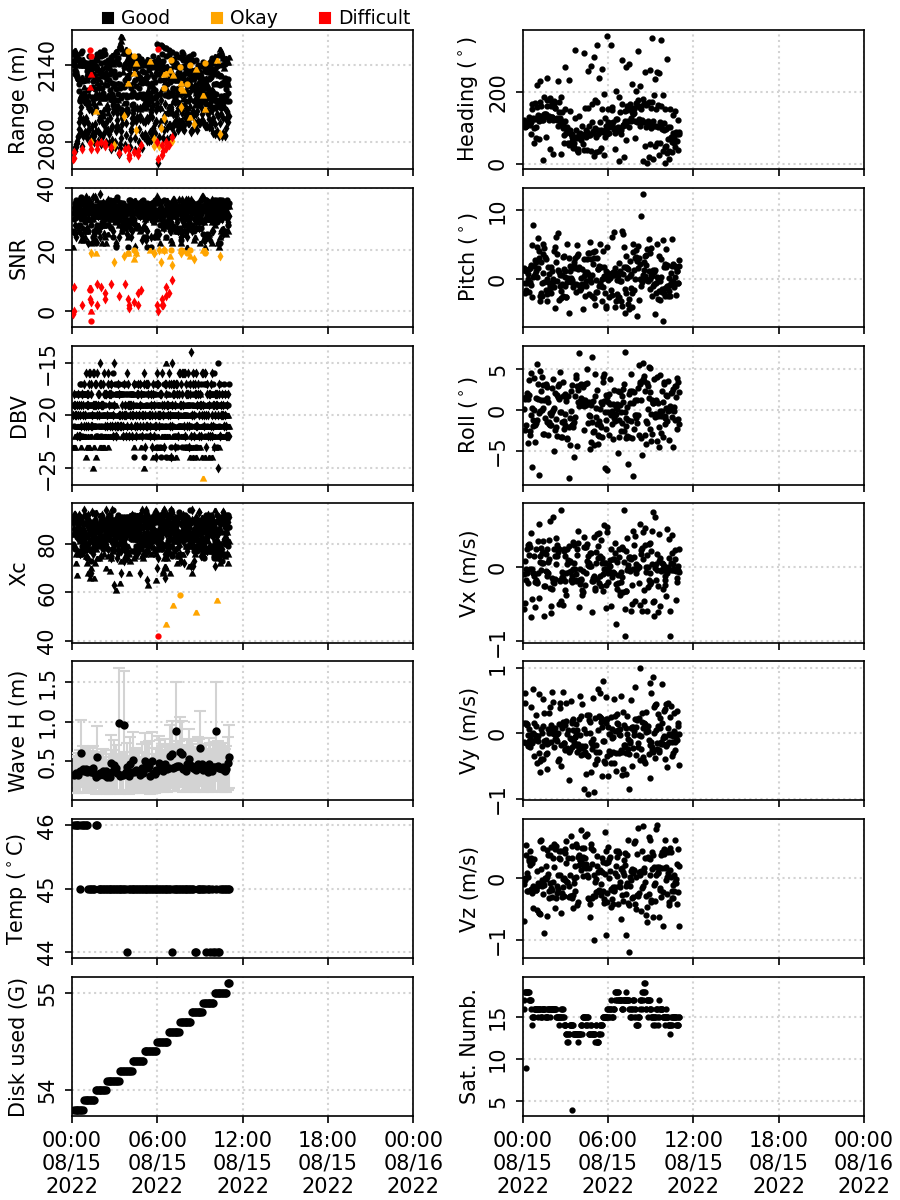 Good Okay Difficult
Range (m)
2140
2080
Heading (°)
200
0
SNR
40
20
0
Pitch (°)
10
0
DBV
−15
−20
−25
Roll (°)
5
0
−5
Xc
80
60
40
Vx (m/s)
0
−1
Wave H (m)
1.5
1.0
0.5
Vy (m/s)
1
0
−1
Temp (°C)
46
45
44
Vz (m/s)
0
−1
Disk used (G)
55
54
Sat. Numb.
15
10
5
00:00 06:00 12:00 18:00 00:00
08/15 08/15 08/15 08/15 08/16
2022 2022 2022 2022 2022
00:00 06:00 12:00 18:00 00:00
08/15 08/15 08/15 08/15 08/16
2022 2022 2022 2022 2022